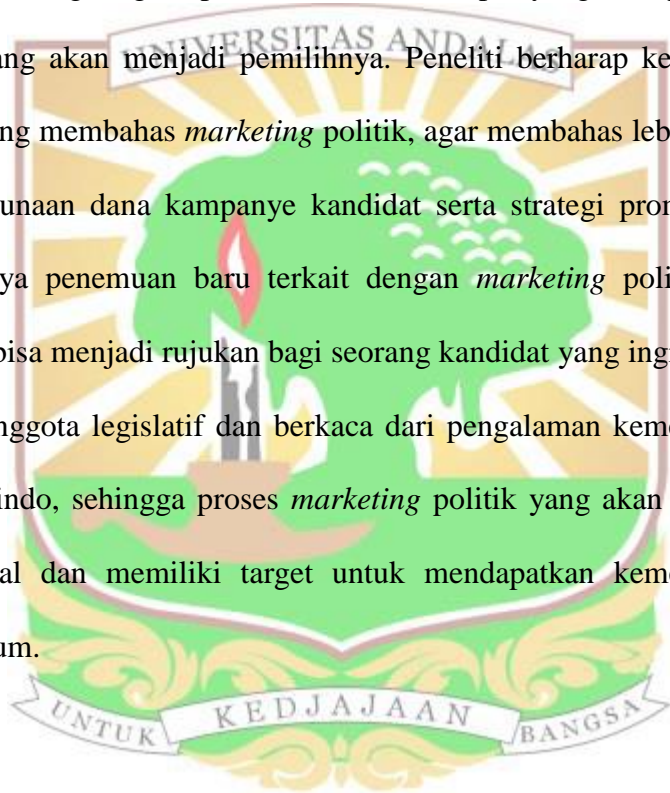 UNIVERSITAS ANDALAS
ang akan menjadi pemilihnya. Peneliti berharap ke
ng membahas marketing politik, agar membahas leb
unaan dana kampanye kandidat serta strategi pro
ya penemuan baru terkait dengan marketing poli
bisa menjadi rujukan bagi seorang kandidat yang ing
nggota legislatif dan berkaca dari pengalaman kem
indo, sehingga proses marketing politik yang akan
al dan memiliki target untuk mendapatkan kem
um.
UNTUK KEDJAJAAN BANGSA